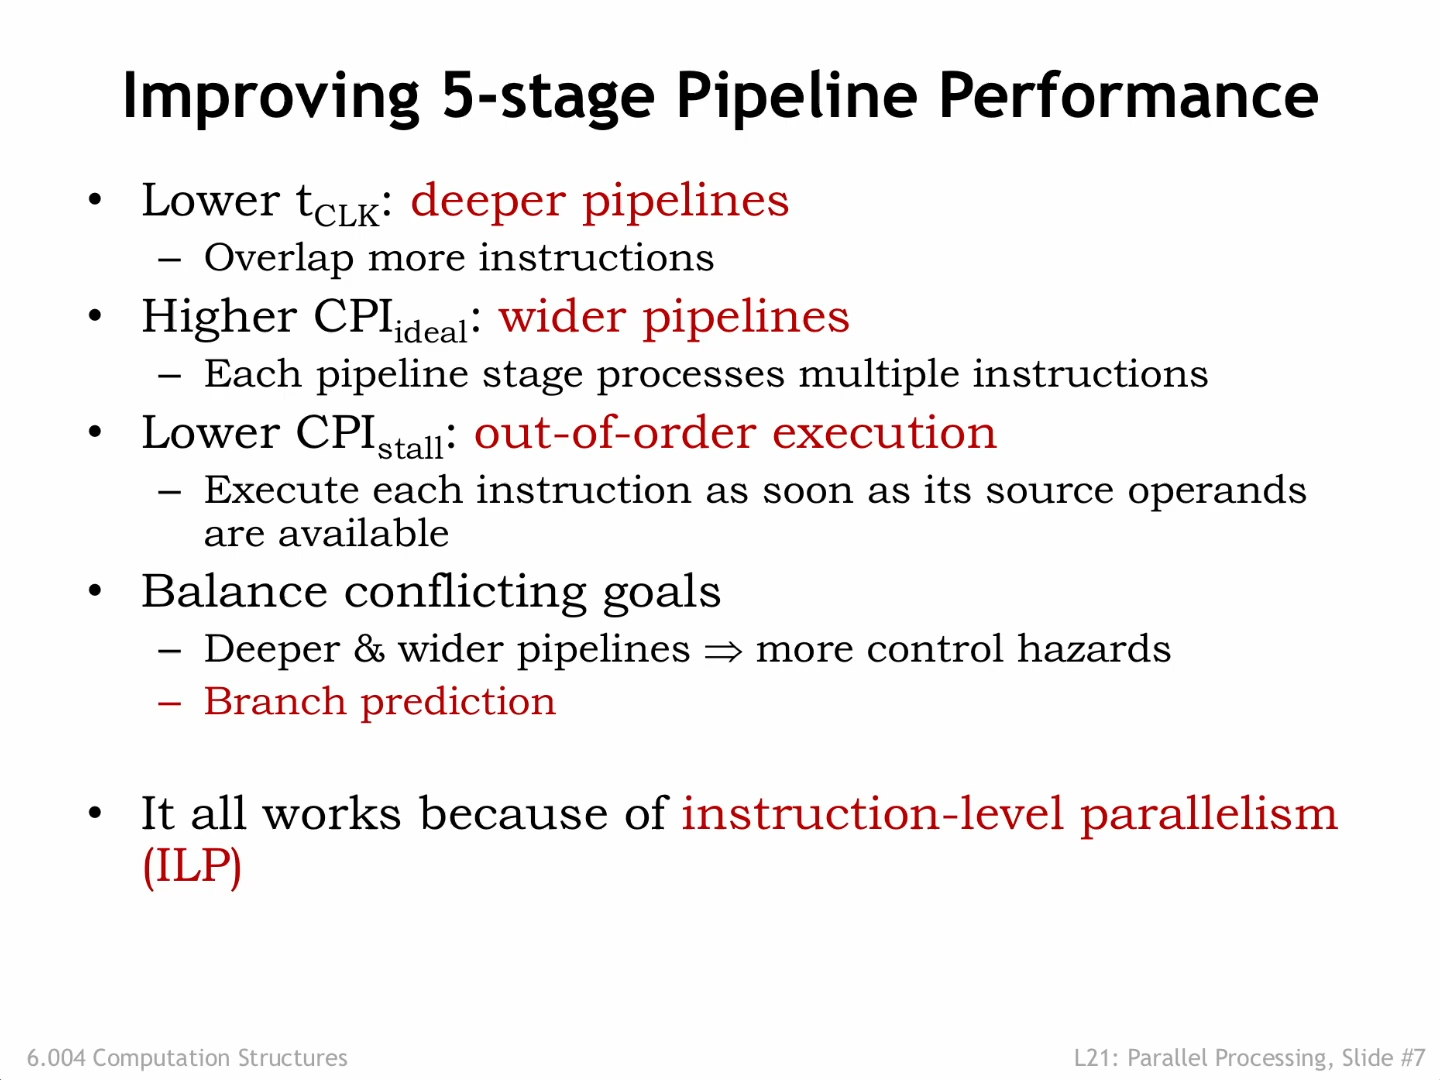 Improving 5-stage Pipeline Performance
• Lower tCLK: deeper pipelines
– Overlap more instructions
• Higher CPIideal: wider pipelines
– Each pipeline stage processes multiple instructions
• Lower CPIstall: out-of-order execution
– Execute each instruction as soon as its source operands
are available
• Balance conflicting goals
– Deeper & wider pipelines ⇒ more control hazards
– Branch prediction
• It all works because of instruction-level parallelism
(ILP)
6.004 Computation Structures
L21: Parallel Processing, Slide #7